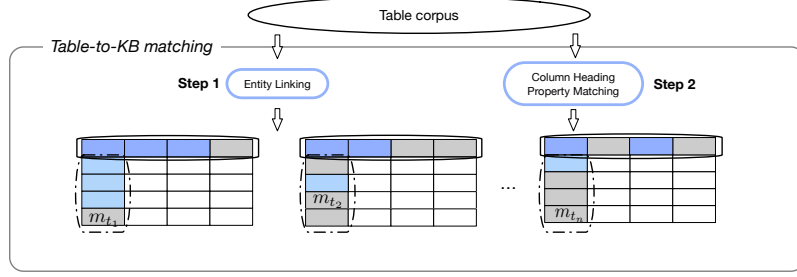 Table corpus
Table-to-KB matching
Step 1
Entity Linking
Column Heading
Property Matching
Step 2
m_{t_1}
m_{t_2}
...
m_{t_n}